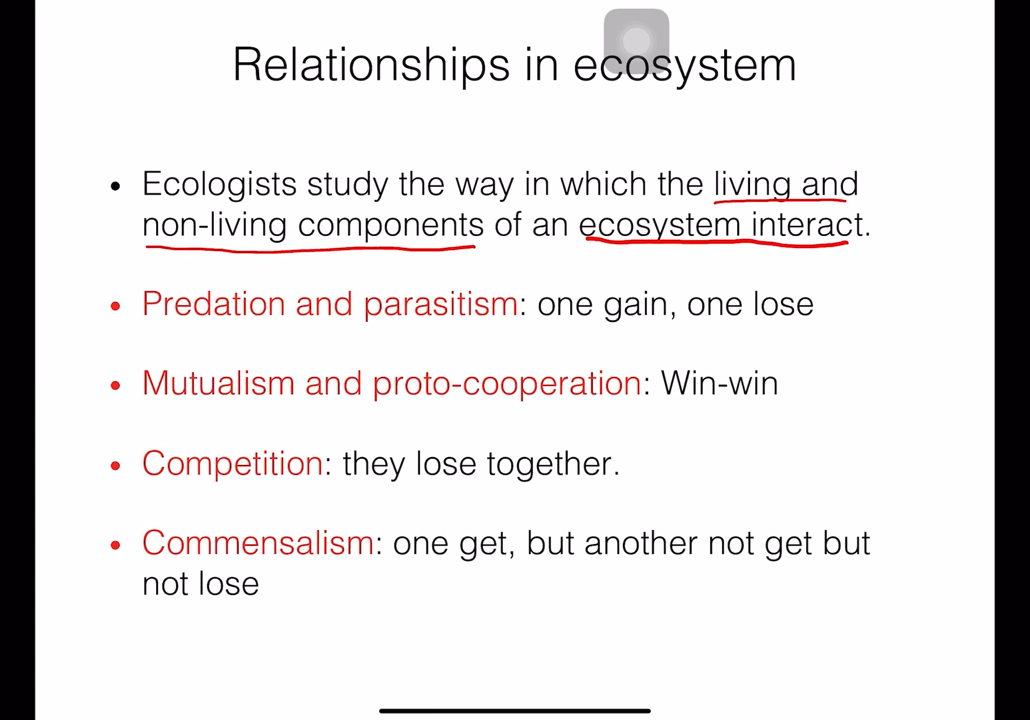 Relationships in ecosystem
• Ecologists study the way in which the living and
non-living components of an ecosystem interact.
• Predation and parasitism: one gain, one lose
• Mutualism and proto-cooperation: Win-win
• Competition: they lose together.
• Commensalism: one get, but another not get but
not lose